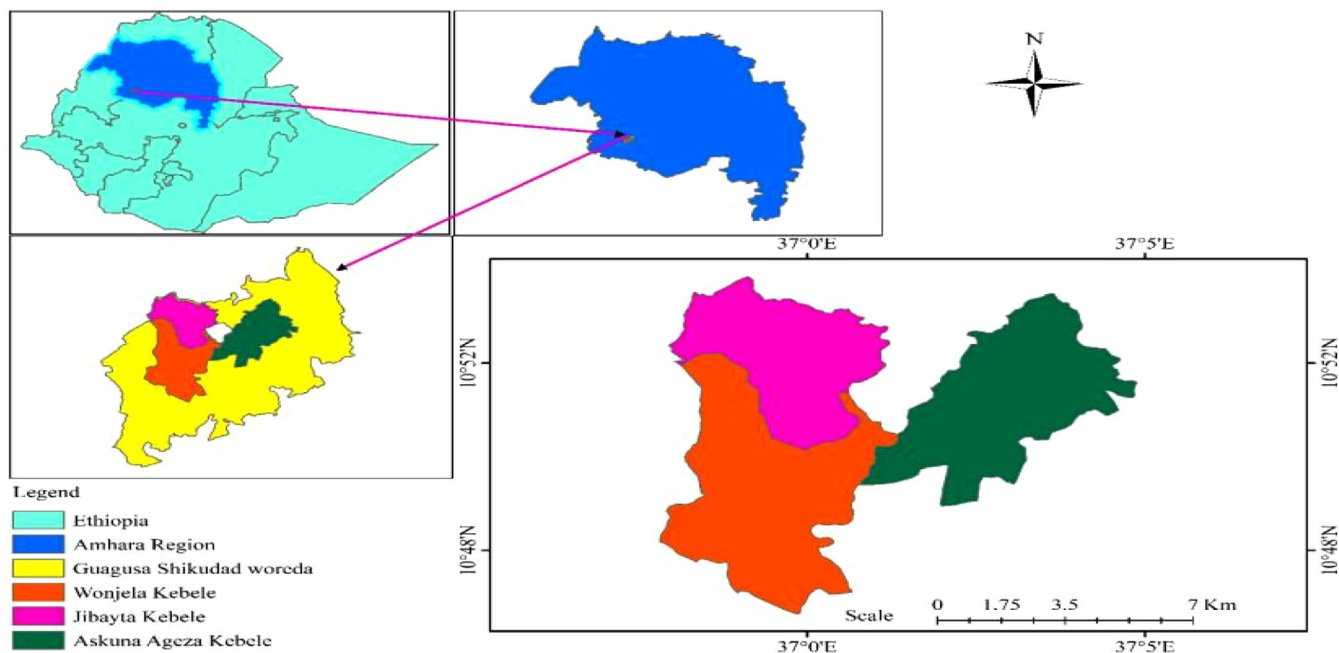 N
37°0'E 37°5'E
10°52'N 10°52'N
10°48'N 10°48'N
Legend
Ethiopia
Amhara Region
Guagusa Shikudad woreda
Wonjela Kebele
Jibayta Kebele
Askuna Ageza Kebele
Scale 0 1.75 3.5 7 Km
37°0'E 37°5'E